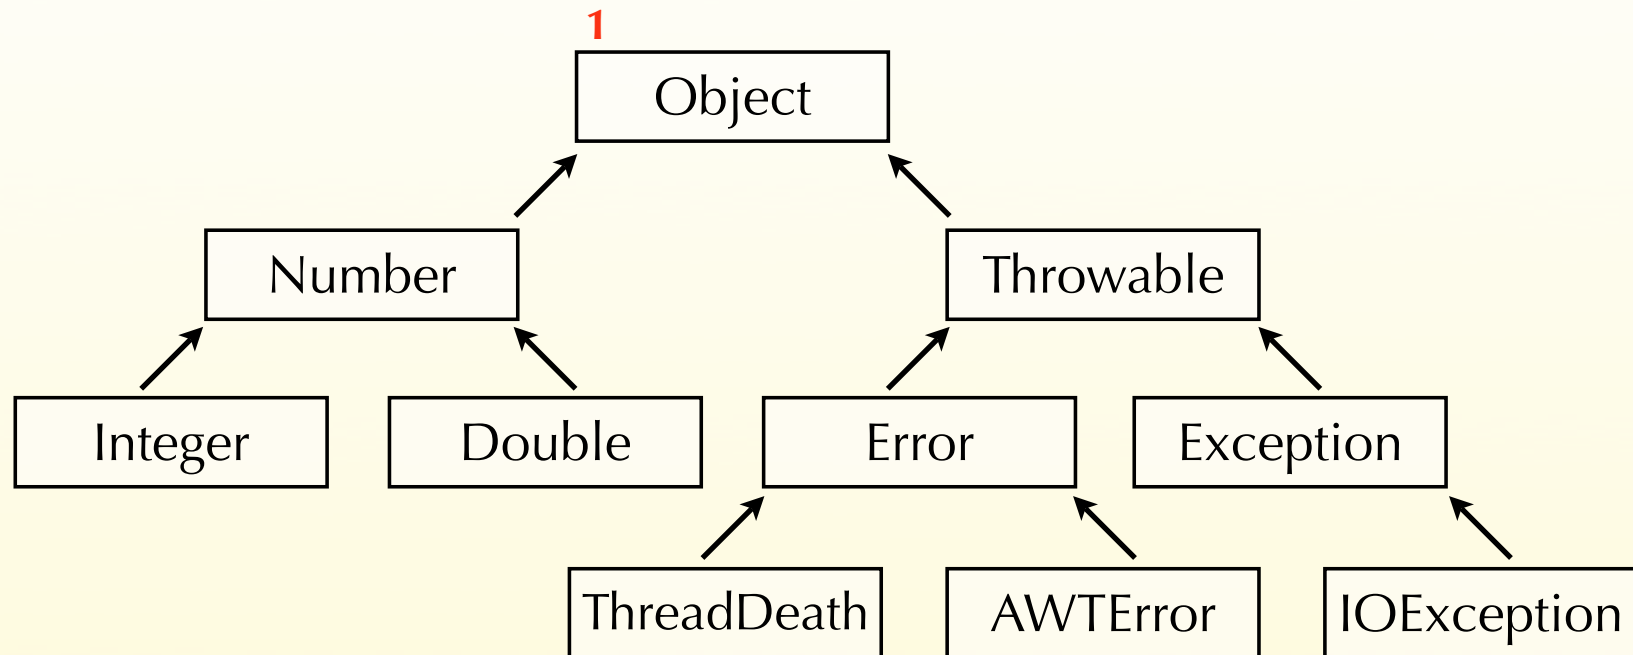 1
Object
Number
Throwable
Integer
Double
Error
Exception
ThreadDeath
AWTError
IOException